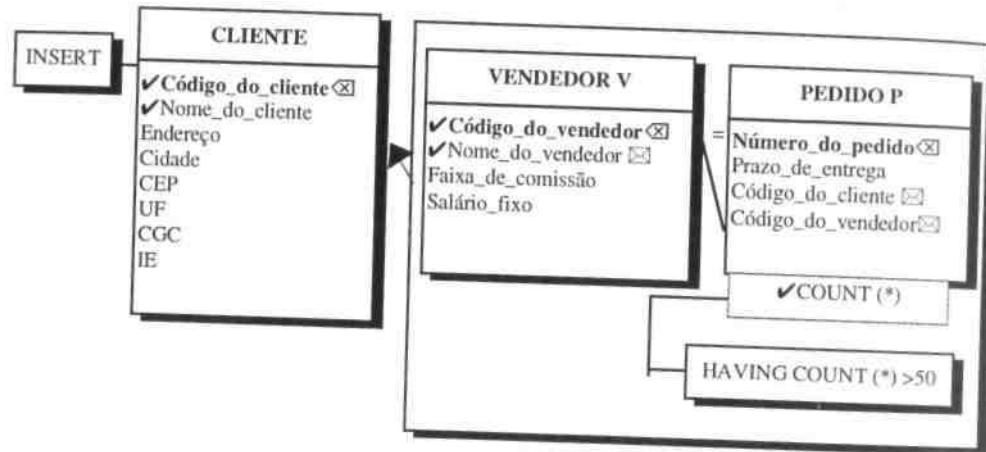 INSERT
CLIENTE
✔Código_do_cliente⌫
✔Nome_do_cliente
Endereço
Cidade
CEP
UF
CGC
IE
VENDEDOR V
✔Código_do_vendedor⌫
✔Nome_do_vendedor ✉
Faixa_de_comissão
Salário_fixo
=
PEDIDO P
Número_do_pedido⌫
Prazo_de_entrega
Código_do_cliente ✉
Código_do_vendedor✉
✔COUNT (*)
HAVING COUNT (*) >50